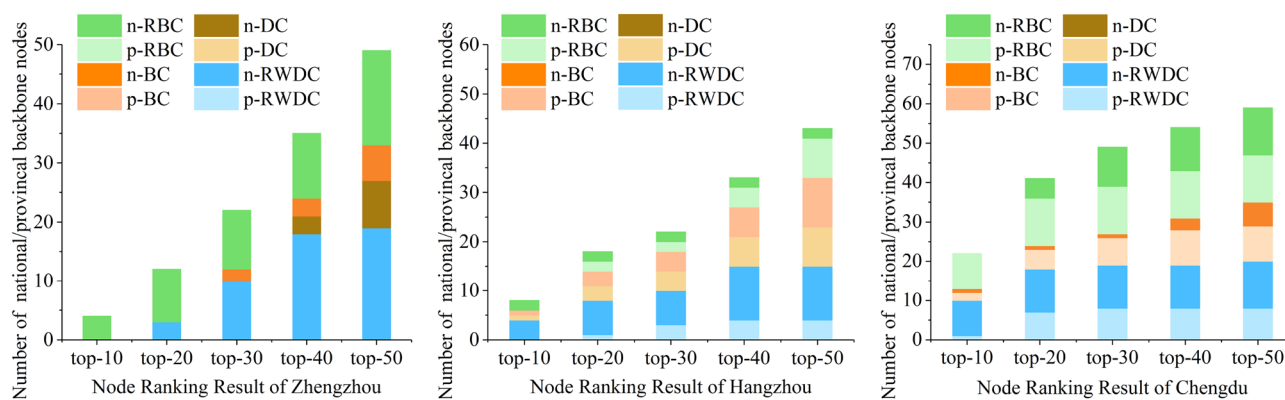 Number of national/provincal backbone nodes
50
40
30
20
10
0
n-RBC
n-DC
p-RBC
p-DC
n-BC
n-RWDC
p-BC
p-RWDC
top-10 top-20 top-30 top-40 top-50
Node Ranking Result of Zhengzhou
Number of national/provincal backbone nodes
60
50
40
30
20
10
0
n-RBC
n-DC
p-RBC
p-DC
n-BC
n-RWDC
p-BC
p-RWDC
top-10 top-20 top-30 top-40 top-50
Node Ranking Result of Hangzhou
Number of national/provincal backbone nodes
70
60
50
40
30
20
10
0
n-RBC
n-DC
p-RBC
p-DC
n-BC
n-RWDC
p-BC
p-RWDC
top-10 top-20 top-30 top-40 top-50
Node Ranking Result of Chengdu